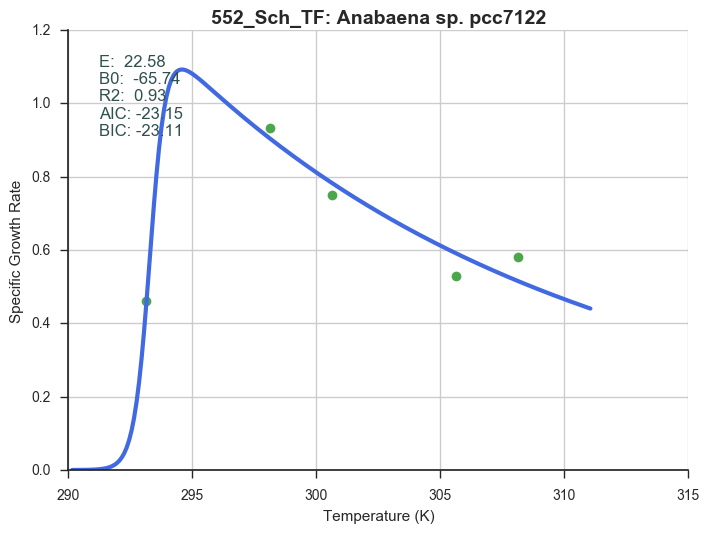 552_Sch_TF: Anabaena sp. pcc7122
E: 22.58
B0: -65.74
R2: 0.93
AIC: -23.15
BIC: -23.11
1.2
1.0
0.8
0.6
0.4
0.2
0.0
Specific Growth Rate
290 295 300 305 310 315
Temperature (K)